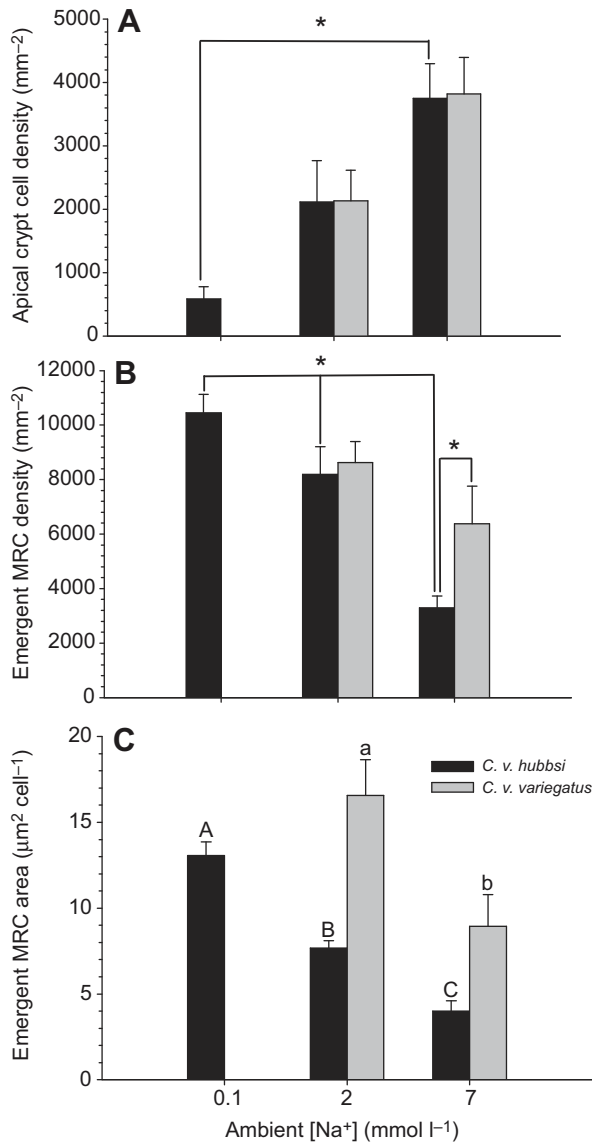 A
Apical crypt cell density (mm–2)
5000
4000
3000
2000
1000
0
*
B
Emergent MRC density (mm–2)
12000
10000
8000
6000
4000
2000
0
*
*
C
Emergent MRC area (μm2 cell–1)
20
15
10
5
0
A
B
a
C
b
C. v. hubbsi
C. v. variegatus
0.1 2 7
Ambient [Na+] (mmol l–1)